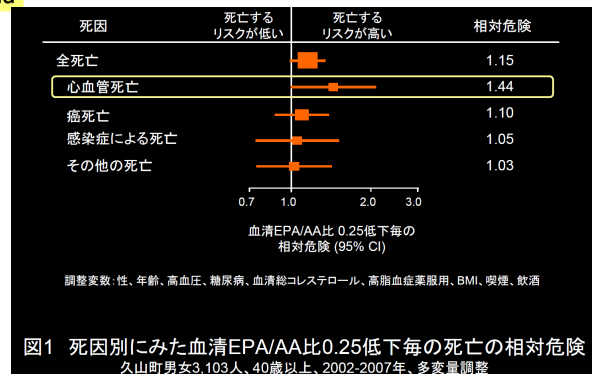 死因 死亡する リスクが低い 死亡する リスクが高い 相対危険
全死亡 1.15
心血管死亡 1.44
癌死亡 1.10
感染症による死亡 1.05
その他の死亡 1.03
0.7 1.0 2.0 3.0
血清EPA/AA比 0.25低下毎の
相対危険 (95% CI)
調整変数:性、年齢、高血圧、糖尿病、血清総コレステロール、高脂血症薬服用、BMI、喫煙、飲酒
図1 死因別にみた血清EPA/AA比0.25低下毎の死亡の相対危険
久山町男女3,103人、40歳以上、2002-2007年、多変量調整